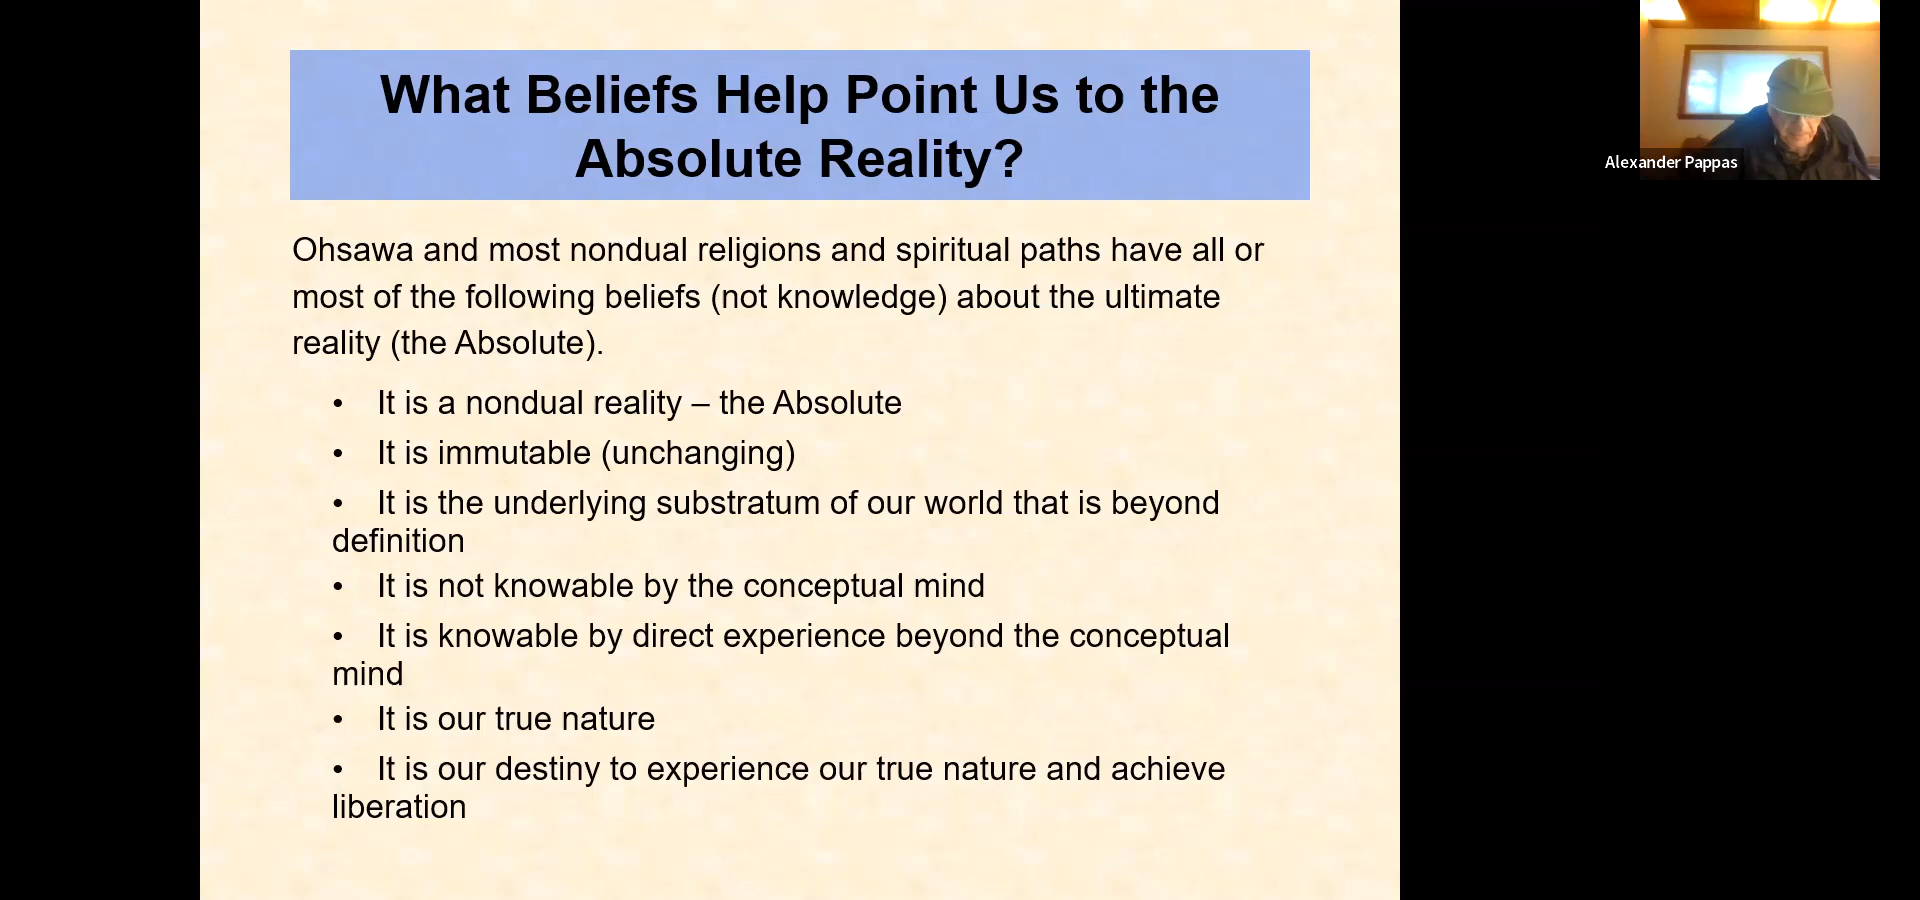 What Beliefs Help Point Us to the
Absolute Reality?
Ohsawa and most nondual religions and spiritual paths have all or
most of the following beliefs (not knowledge) about the ultimate
reality (the Absolute).
• It is a nondual reality – the Absolute
• It is immutable (unchanging)
• It is the underlying substratum of our world that is beyond
definition
• It is not knowable by the conceptual mind
• It is knowable by direct experience beyond the conceptual
mind
• It is our true nature
• It is our destiny to experience our true nature and achieve
liberation
Alexander Pappas